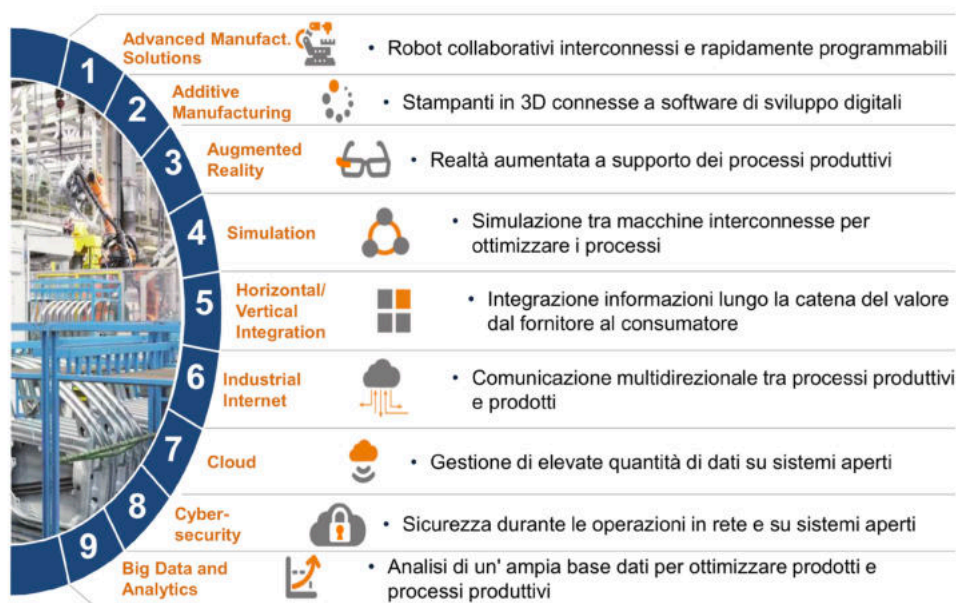 1
Advanced Manufact.
Solutions
• Robot collaborativi interconnessi e rapidamente programmabili
2
Additive
Manufacturing
• Stampanti in 3D connesse a software di sviluppo digitali
3
Augmented
Reality
• Realtà aumentata a supporto dei processi produttivi
4
Simulation
• Simulazione tra macchine interconnesse per
ottimizzare i processi
5
Horizontal/
Vertical
Integration
• Integrazione informazioni lungo la catena del valore
dal fornitore al consumatore
6
Industrial
Internet
• Comunicazione multidirezionale tra processi produttivi
e prodotti
7
Cloud
• Gestione di elevate quantità di dati su sistemi aperti
8
Cyber-
security
• Sicurezza durante le operazioni in rete e su sistemi aperti
9
Big Data and
Analytics
• Analisi di un' ampia base dati per ottimizzare prodotti e
processi produttivi